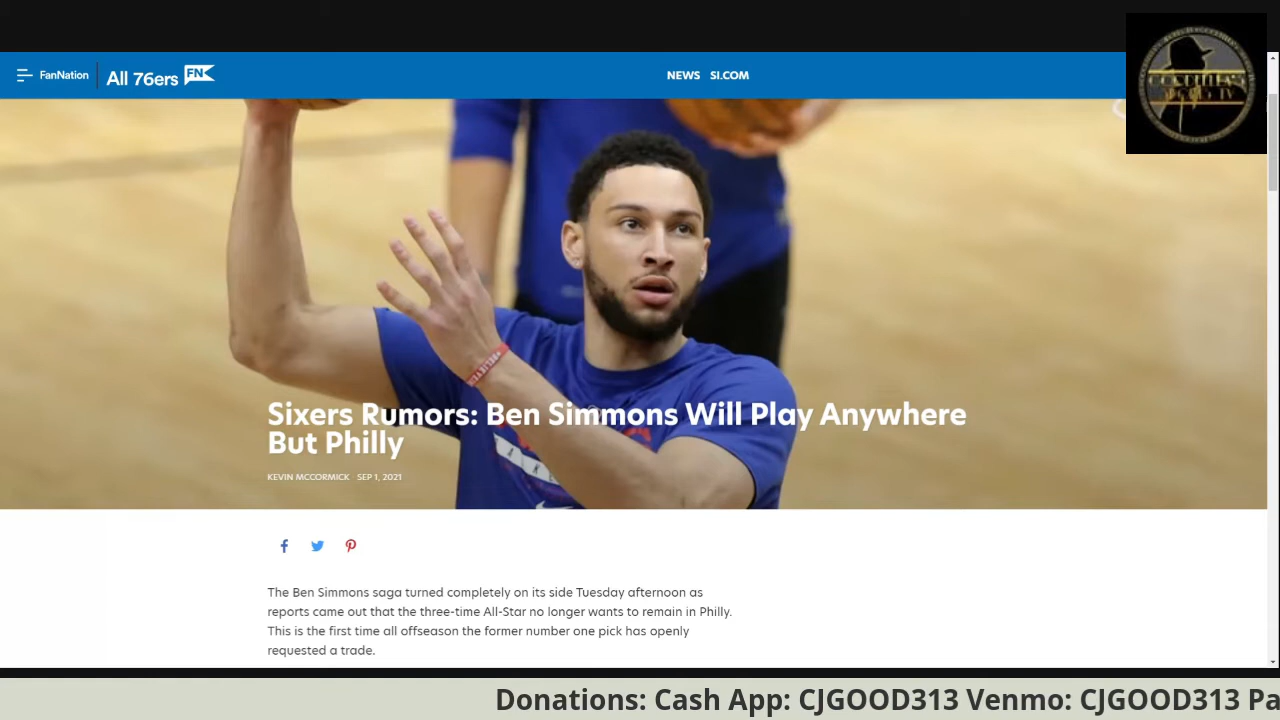 FanNation
All 76ers FN
NEWS SI.COM
GOODFELLA'S
SPORTS TV
Sixers Rumors: Ben Simmons Will Play Anywhere
But Philly
KEVIN MCCORMICK · SEP 1, 2021
The Ben Simmons saga turned completely on its side Tuesday afternoon as
reports came out that the three-time All-Star no longer wants to remain in Philly.
This is the first time all offseason the former number one pick has openly
requested a trade.
Donations: Cash App: CJGOOD313 Venmo: CJGOOD313 Pa